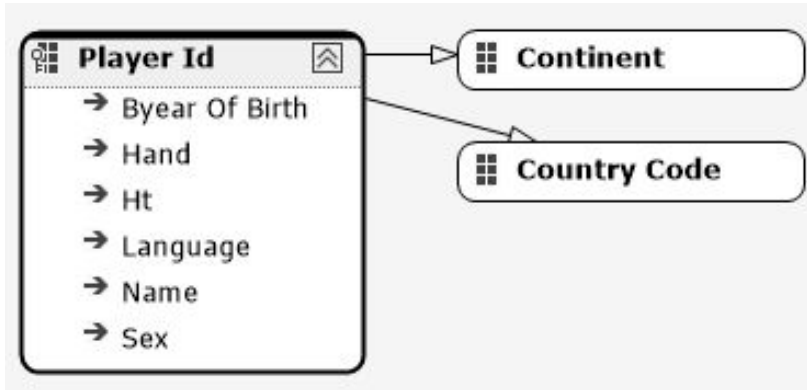 Player Id
Byear Of Birth
Hand
Ht
Language
Name
Sex
Continent
Country Code